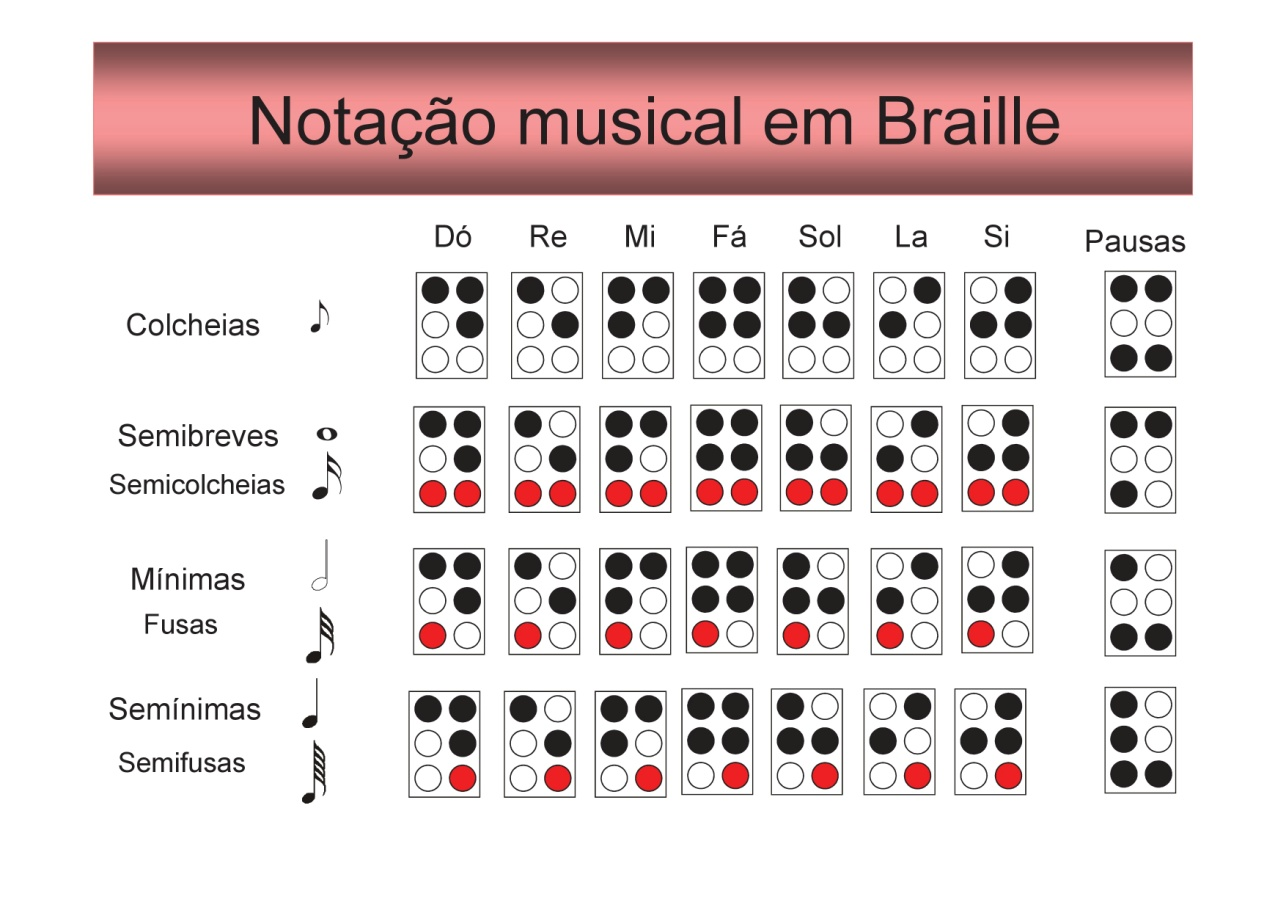 Notação musical em Braille
Dó Re Mi Fá Sol La Si Pausas
Colcheias
Semibreves
Semicolcheias
Mínimas
Fusas
Semínimas
Semifusas